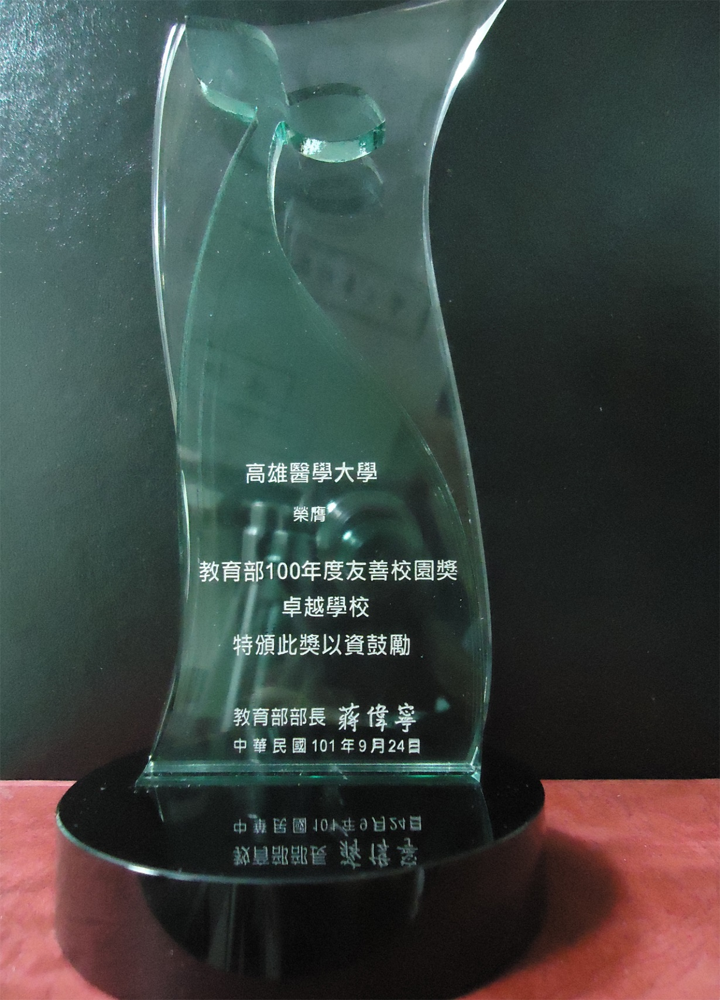 高雄醫學大學
榮膺
教育部100年度友善校園獎
卓越學校
特頒此獎以資鼓勵
教育部部長 蔣偉寧
中華民國101年9月24日